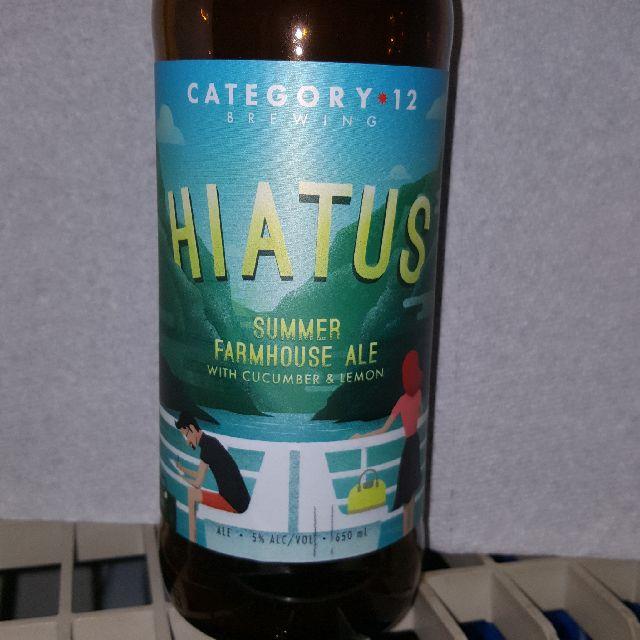 CATEGORY*12
BREWING
HIATUS
SUMMER
FARMHOUSE ALE
WITH CUCUMBER & LEMON
ALE • 5% ALC/VOL • 650 mL